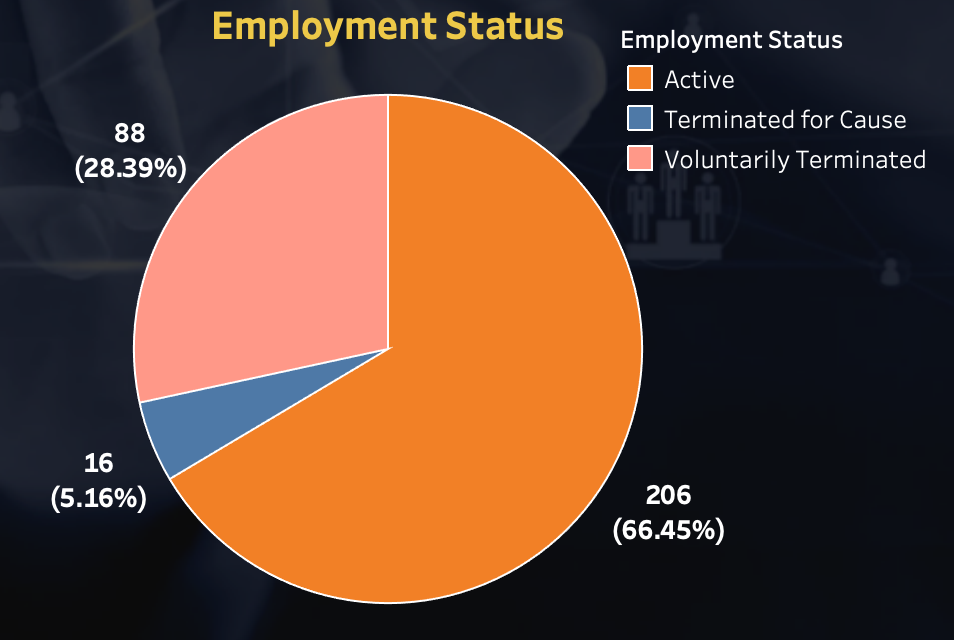 Employment Status
Employment Status
Active
Terminated for Cause
Voluntarily Terminated
88
(28.39%)
16
(5.16%)
206
(66.45%)